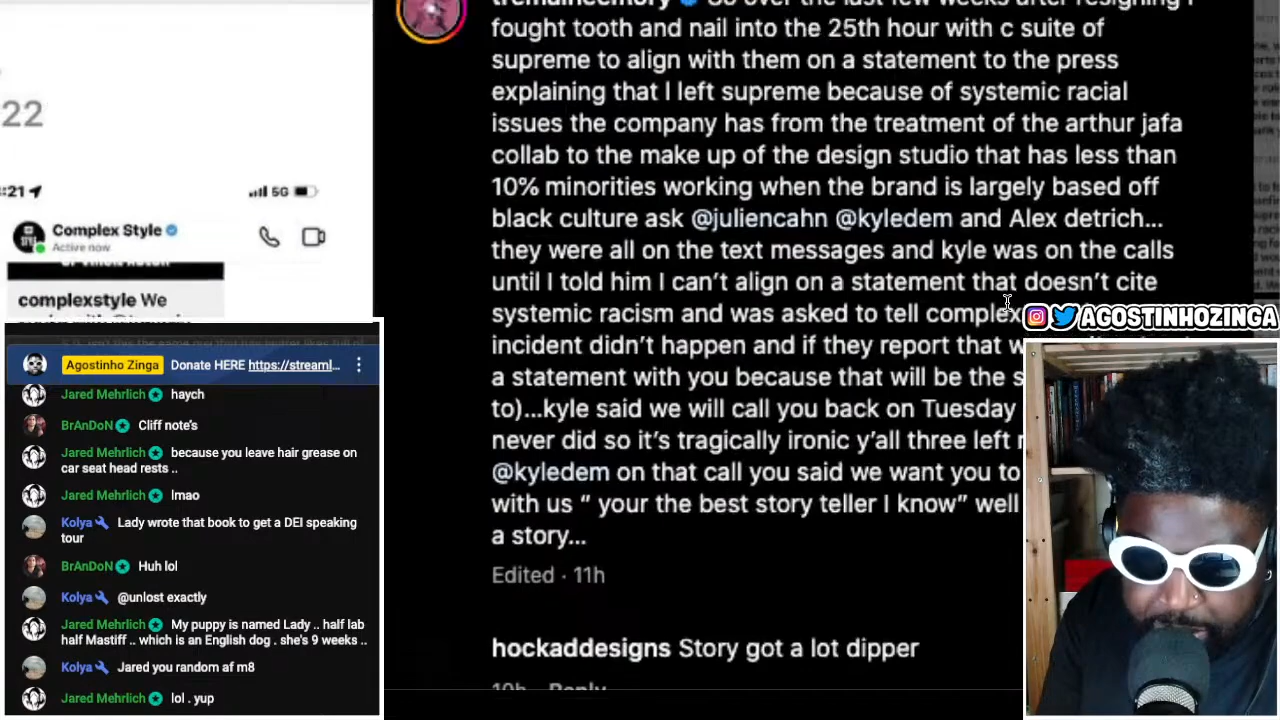 22
:21
5G
Complex Style
Active now
complexstyle We
fought tooth and nail into the 25th hour with c suite of
supreme to align with them on a statement to the press
explaining that I left supreme because of systemic racial
issues the company has from the treatment of the arthur jafa
collab to the make up of the design studio that has less than
10% minorities working when the brand is largely based off
black culture ask @juliencahn @kyledem and Alex detrich...
they were all on the text messages and kyle was on the calls
until I told him I can't align on a statement that doesn't cite
systemic racism and was asked to tell complex
incident didn't happen and if they report that w
a statement with you because that will be the s
to)...kyle said we will call you back on Tuesday
never did so it's tragically ironic y'all three left
@kyledem on that call you said we want you to
with us “ your the best story teller I know” well
a story...
Edited · 11h
hockaddesigns Story got a lot dipper
10h Reply
AGOSTINHOZINGA
Agostinho Zinga Donate HERE https://streaml...
Jared Mehrlich haych
BrAnDoN Cliff note's
Jared Mehrlich because you leave hair grease on
car seat head rests ..
Jared Mehrlich lmao
Kolya Lady wrote that book to get a DEI speaking
tour
BrAnDoN Huh lol
Kolya @unlost exactly
Jared Mehrlich My puppy is named Lady .. half lab
half Mastiff .. which is an English dog . she's 9 weeks ..
Kolya Jared you random af m8
Jared Mehrlich lol . yup